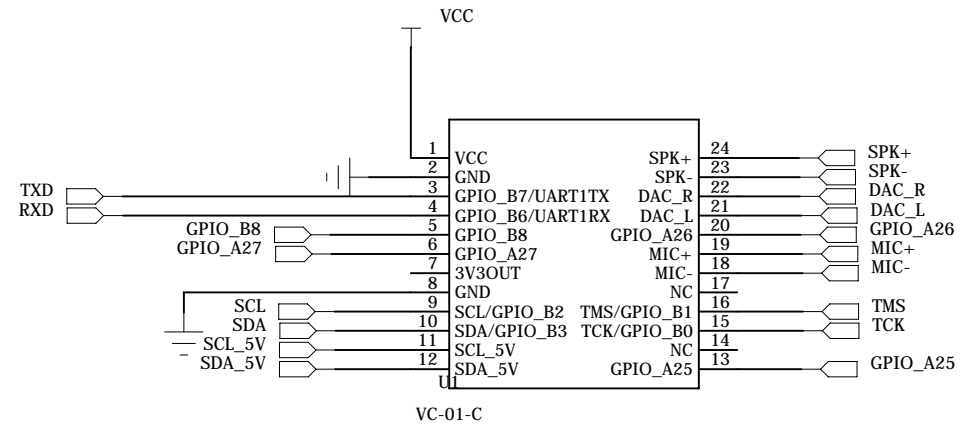 VCC
1 VCC SPK+ 24 SPK+
2 GND SPK- 23 SPK-
TXD 3 GPIO_B7/UART1TX DAC_R 22 DAC_R
RXD 4 GPIO_B6/UART1RX DAC_L 21 DAC_L
GPIO_B8 5 GPIO_B8 GPIO_A26 20 GPIO_A26
GPIO_A27 6 GPIO_A27 MIC+ 19 MIC+
7 3V3OUT MIC- 18 MIC-
8 GND NC 17
SCL 9 SCL/GPIO_B2 TMS/GPIO_B1 16 TMS
SDA 10 SDA/GPIO_B3 TCK/GPIO_B0 15 TCK
SCL_5V 11 SCL_5V NC 14
SDA_5V 12 SDA_5V GPIO_A25 13 GPIO_A25
U1
VC-01-C